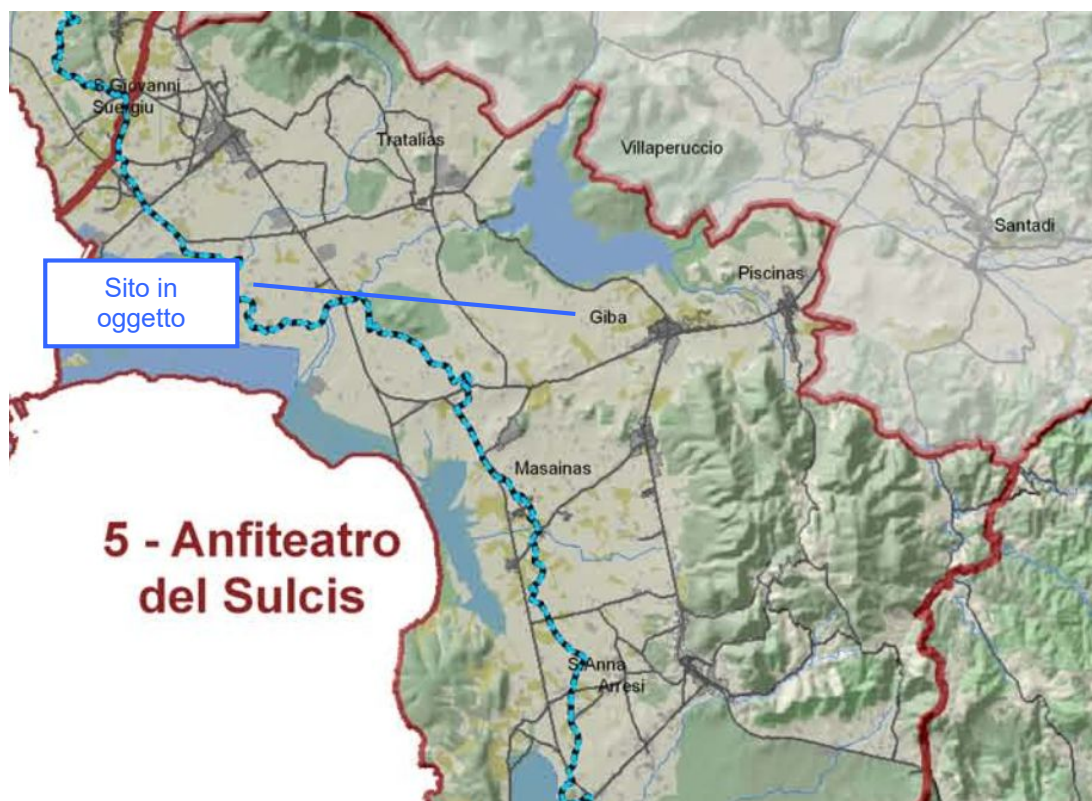 S.Giovanni
Suergiu
Tratalias
Villaperuccio
Santadi
Piscinas
Sito in
oggetto
Giba
Masainas
5 - Anfiteatro
del Sulcis
S.Anna
Arresi